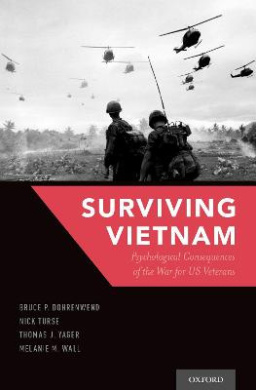 SURVIVING
VIETNAM
Psychological Consequences
of the War for US Veterans
BRUCE P. DOHRENWEND
NICK TURSE
THOMAS J. YAGER
MELANIE M. WALL
OXFORD